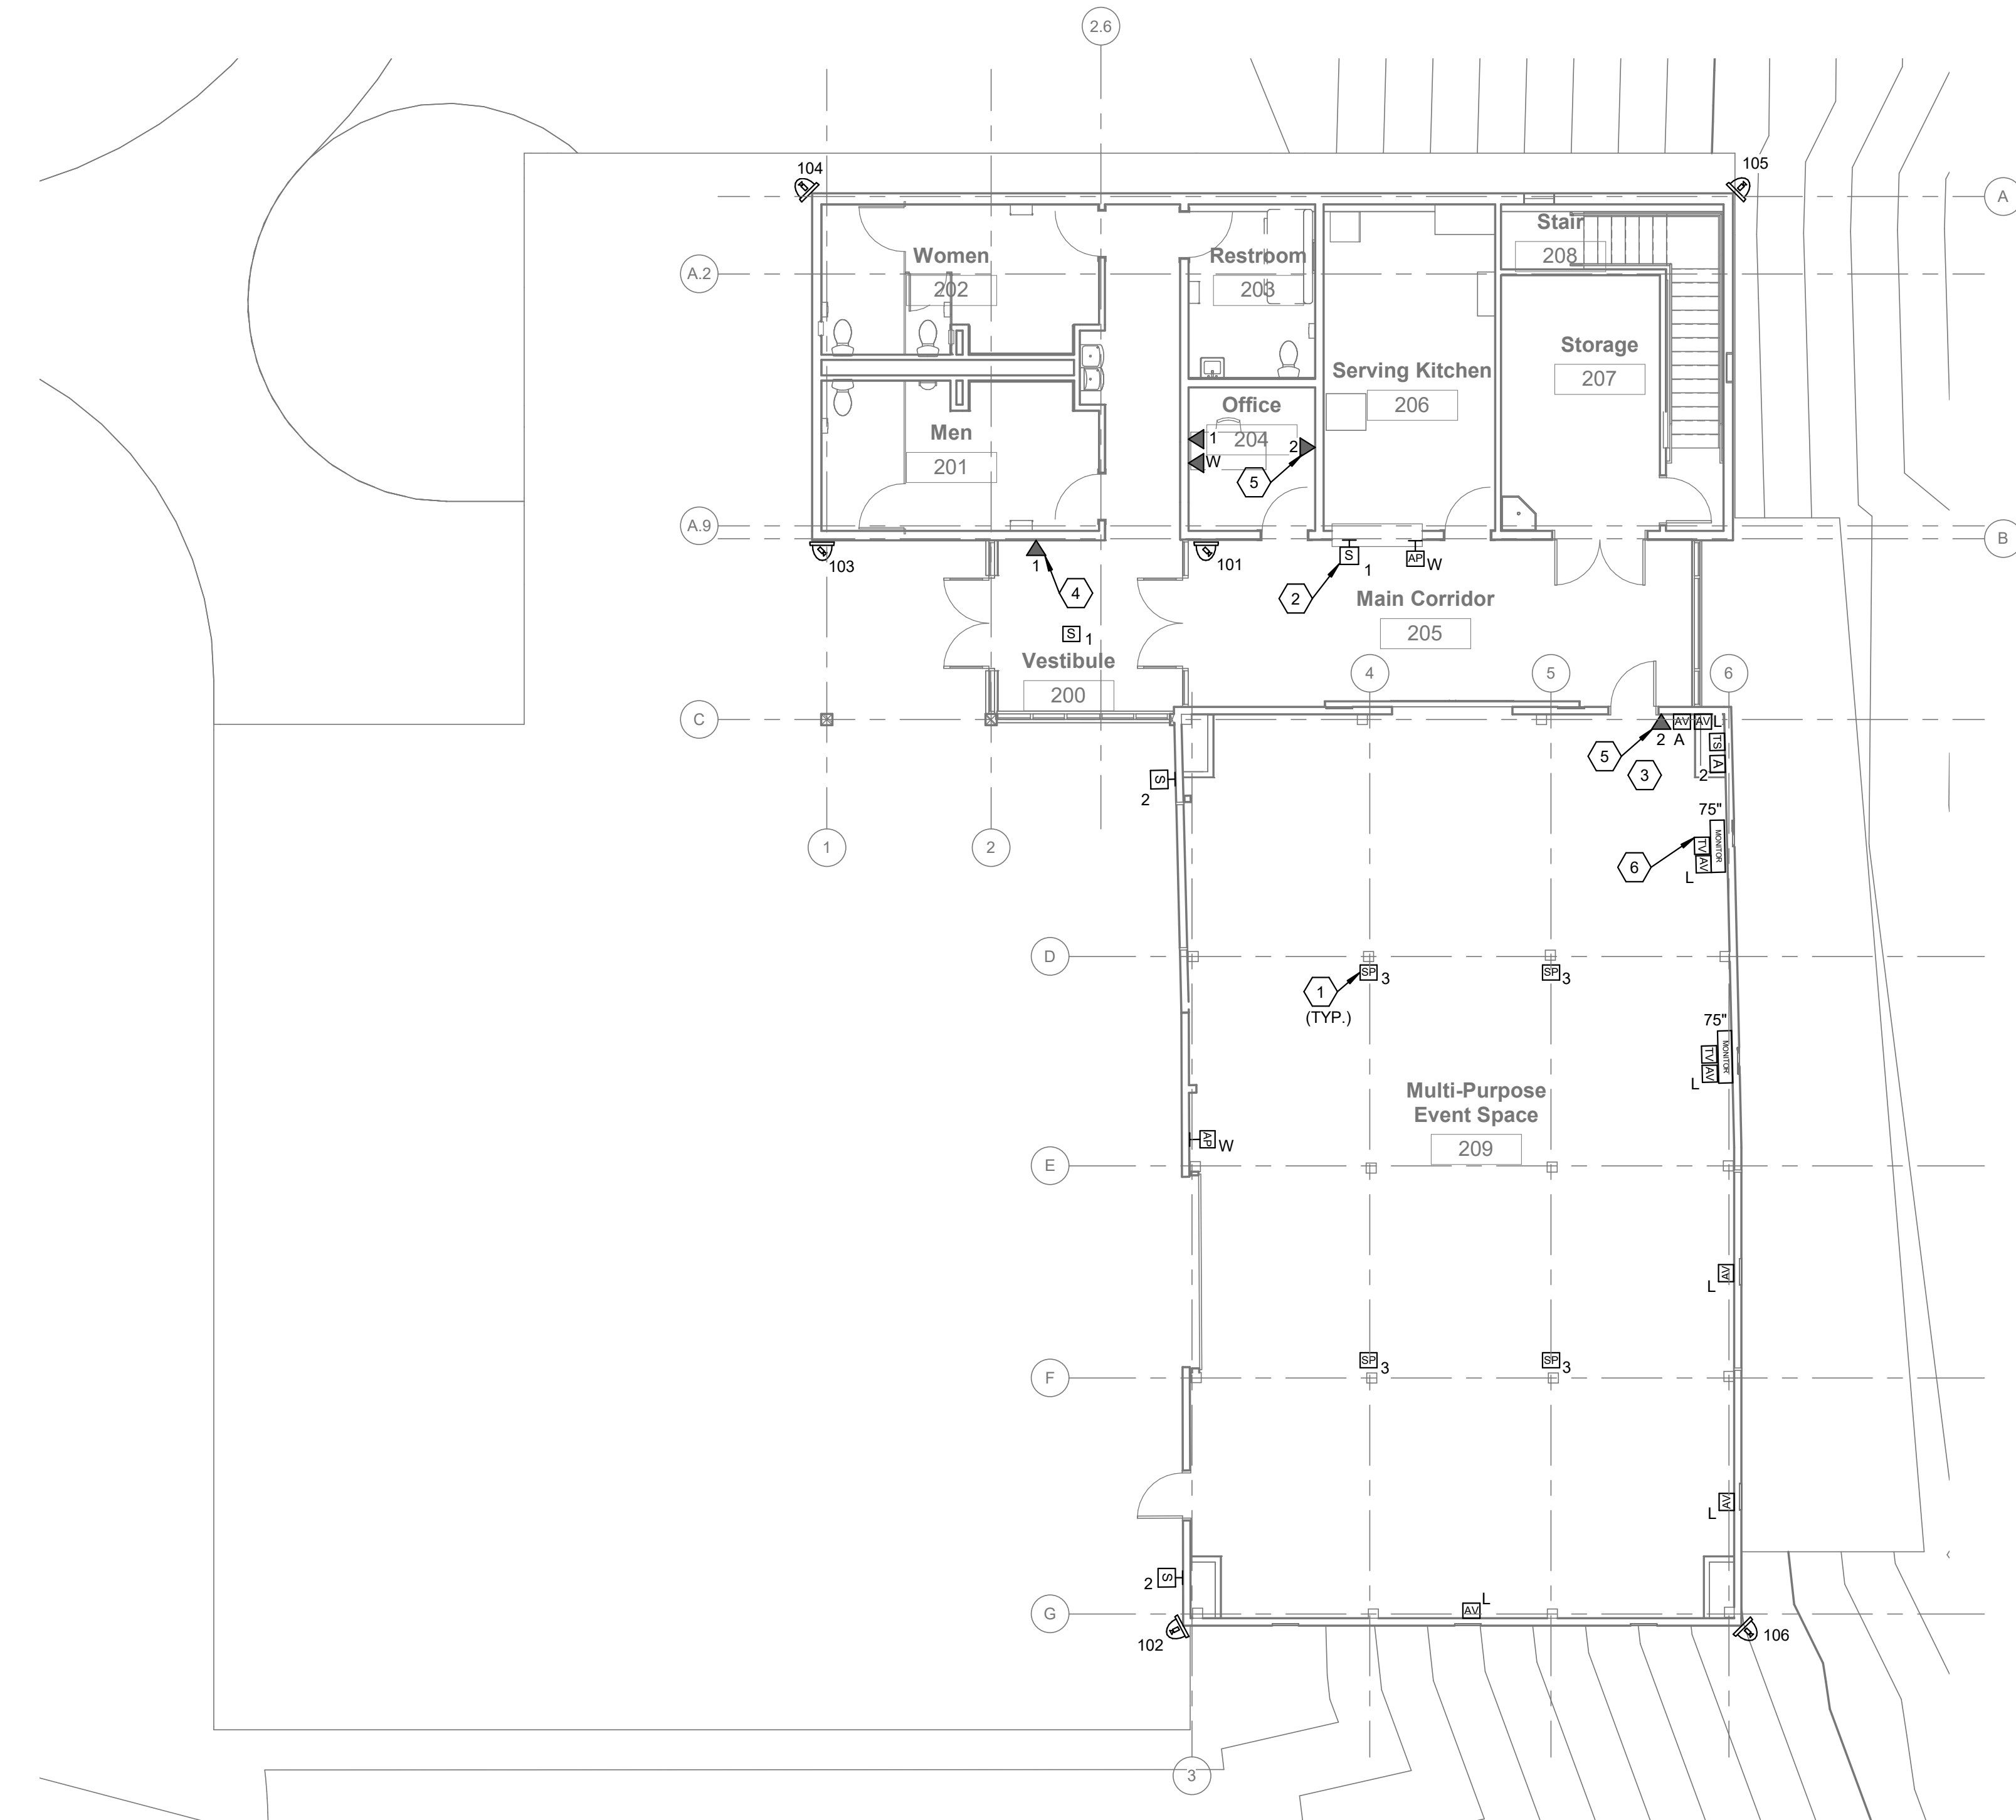 2.6
104
105
A
Women
Restroom
Stair
208
A.2
202
203
Storage
207
Serving Kitchen
206
Office
204
1
2
W
5
Men
201
A.9
B
103
101
S
1
AP
W
1
4
2
Main Corridor
205
S
1
Vestibule
200
4
5
6
C
AV
AV
L
2
A
TS
A
2
5
3
S
2
75"
MONITOR
TV
AV
L
6
1
2
D
SP
3
SP
3
1
(TYP.)
75"
MONITOR
TV
AV
L
Multi-Purpose
Event Space
209
AP
W
E
AV
L
SP
3
SP
3
F
AV
L
2
S
G
AV
L
102
106
3